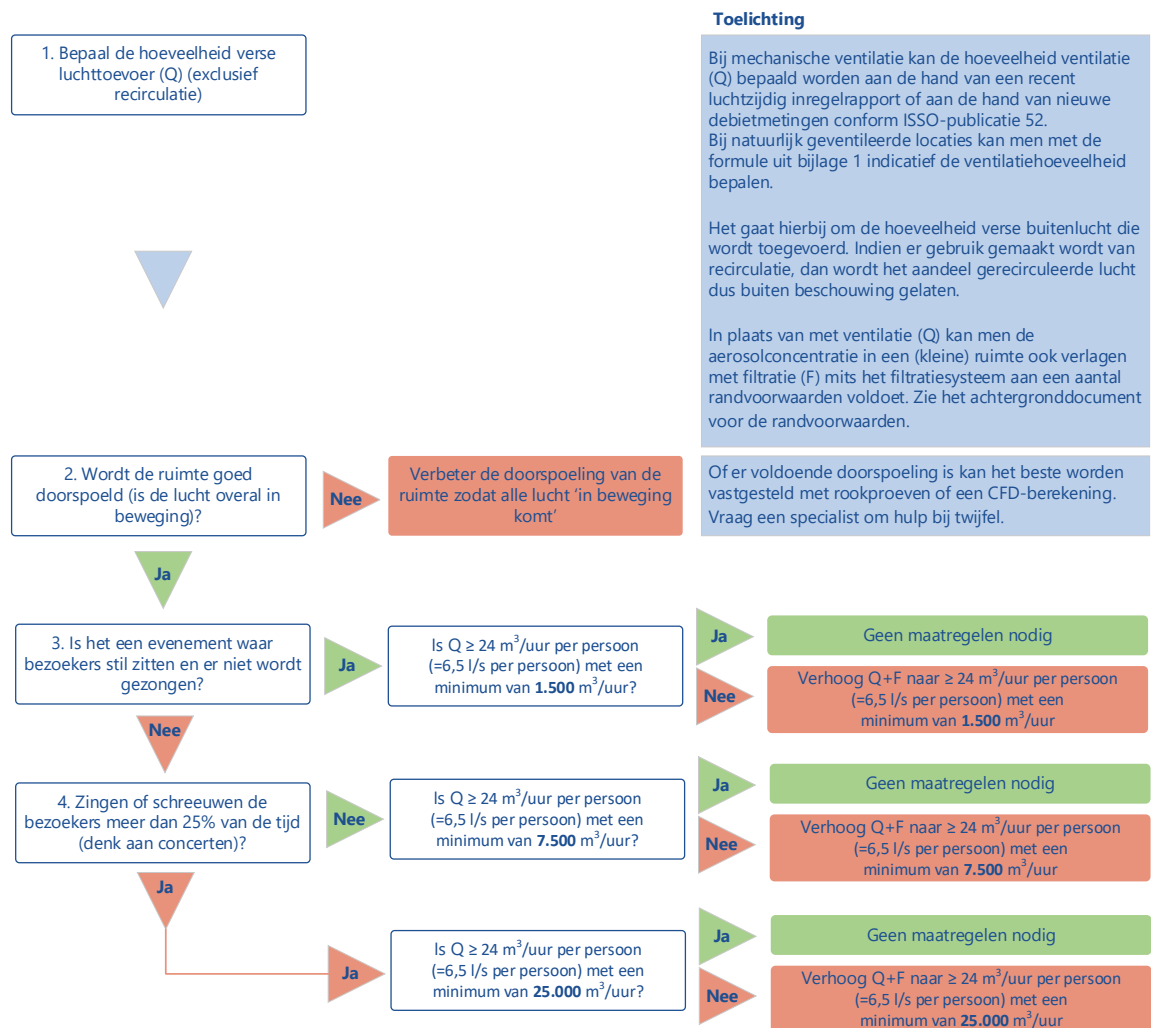 Toelichting
1. Bepaal de hoeveelheid verse
luchttoevoer (Q) (exclusief
recirculatie)
Bij mechanische ventilatie kan de hoeveelheid ventilatie
(Q) bepaald worden aan de hand van een recent
luchtzijdig inregelrapport of aan de hand van nieuwe
debietmetingen conform ISSO-publicatie 52.
Bij natuurlijk geventileerde locaties kan men met de
formule uit bijlage 1 indicatief de ventilatiehoeveelheid
bepalen.
Het gaat hierbij om de hoeveelheid verse buitenlucht die
wordt toegevoerd. Indien er gebruik gemaakt wordt van
recirculatie, dan wordt het aandeel gerecirculeerde lucht
dus buiten beschouwing gelaten.
In plaats van met ventilatie (Q) kan men de
aerosolconcentratie in een (kleine) ruimte ook verlagen
met filtratie (F) mits het filtratiesysteem aan een aantal
randvoorwaarden voldoet. Zie het achtergronddocument
voor de randvoorwaarden.
2. Wordt de ruimte goed
doorspoeld (is de lucht overal in
beweging)?
Nee
Verbeter de doorspoeling van de
ruimte zodat alle lucht ‘in beweging
komt’
Of er voldoende doorspoeling is kan het beste worden
vastgesteld met rookproeven of een CFD-berekening.
Vraag een specialist om hulp bij twijfel.
Ja
3. Is het een evenement waar
bezoekers stil zitten en er niet wordt
gezongen?
Ja
Is Q ≥ 24 m³/uur per persoon
(=6,5 l/s per persoon) met een
minimum van 1.500 m³/uur?
Ja
Geen maatregelen nodig
Nee
Verhoog Q+F naar ≥ 24 m³/uur per persoon
(=6,5 l/s per persoon) met een
minimum van 1.500 m³/uur
Nee
4. Zingen of schreeuwen de
bezoekers meer dan 25% van de tijd
(denk aan concerten)?
Nee
Is Q ≥ 24 m³/uur per persoon
(=6,5 l/s per persoon) met een
minimum van 7.500 m³/uur?
Ja
Geen maatregelen nodig
Nee
Verhoog Q+F naar ≥ 24 m³/uur per persoon
(=6,5 l/s per persoon) met een
minimum van 7.500 m³/uur
Ja
Ja
Is Q ≥ 24 m³/uur per persoon
(=6,5 l/s per persoon) met een
minimum van 25.000 m³/uur?
Ja
Geen maatregelen nodig
Nee
Verhoog Q+F naar ≥ 24 m³/uur per persoon
(=6,5 l/s per persoon) met een
minimum van 25.000 m³/uur